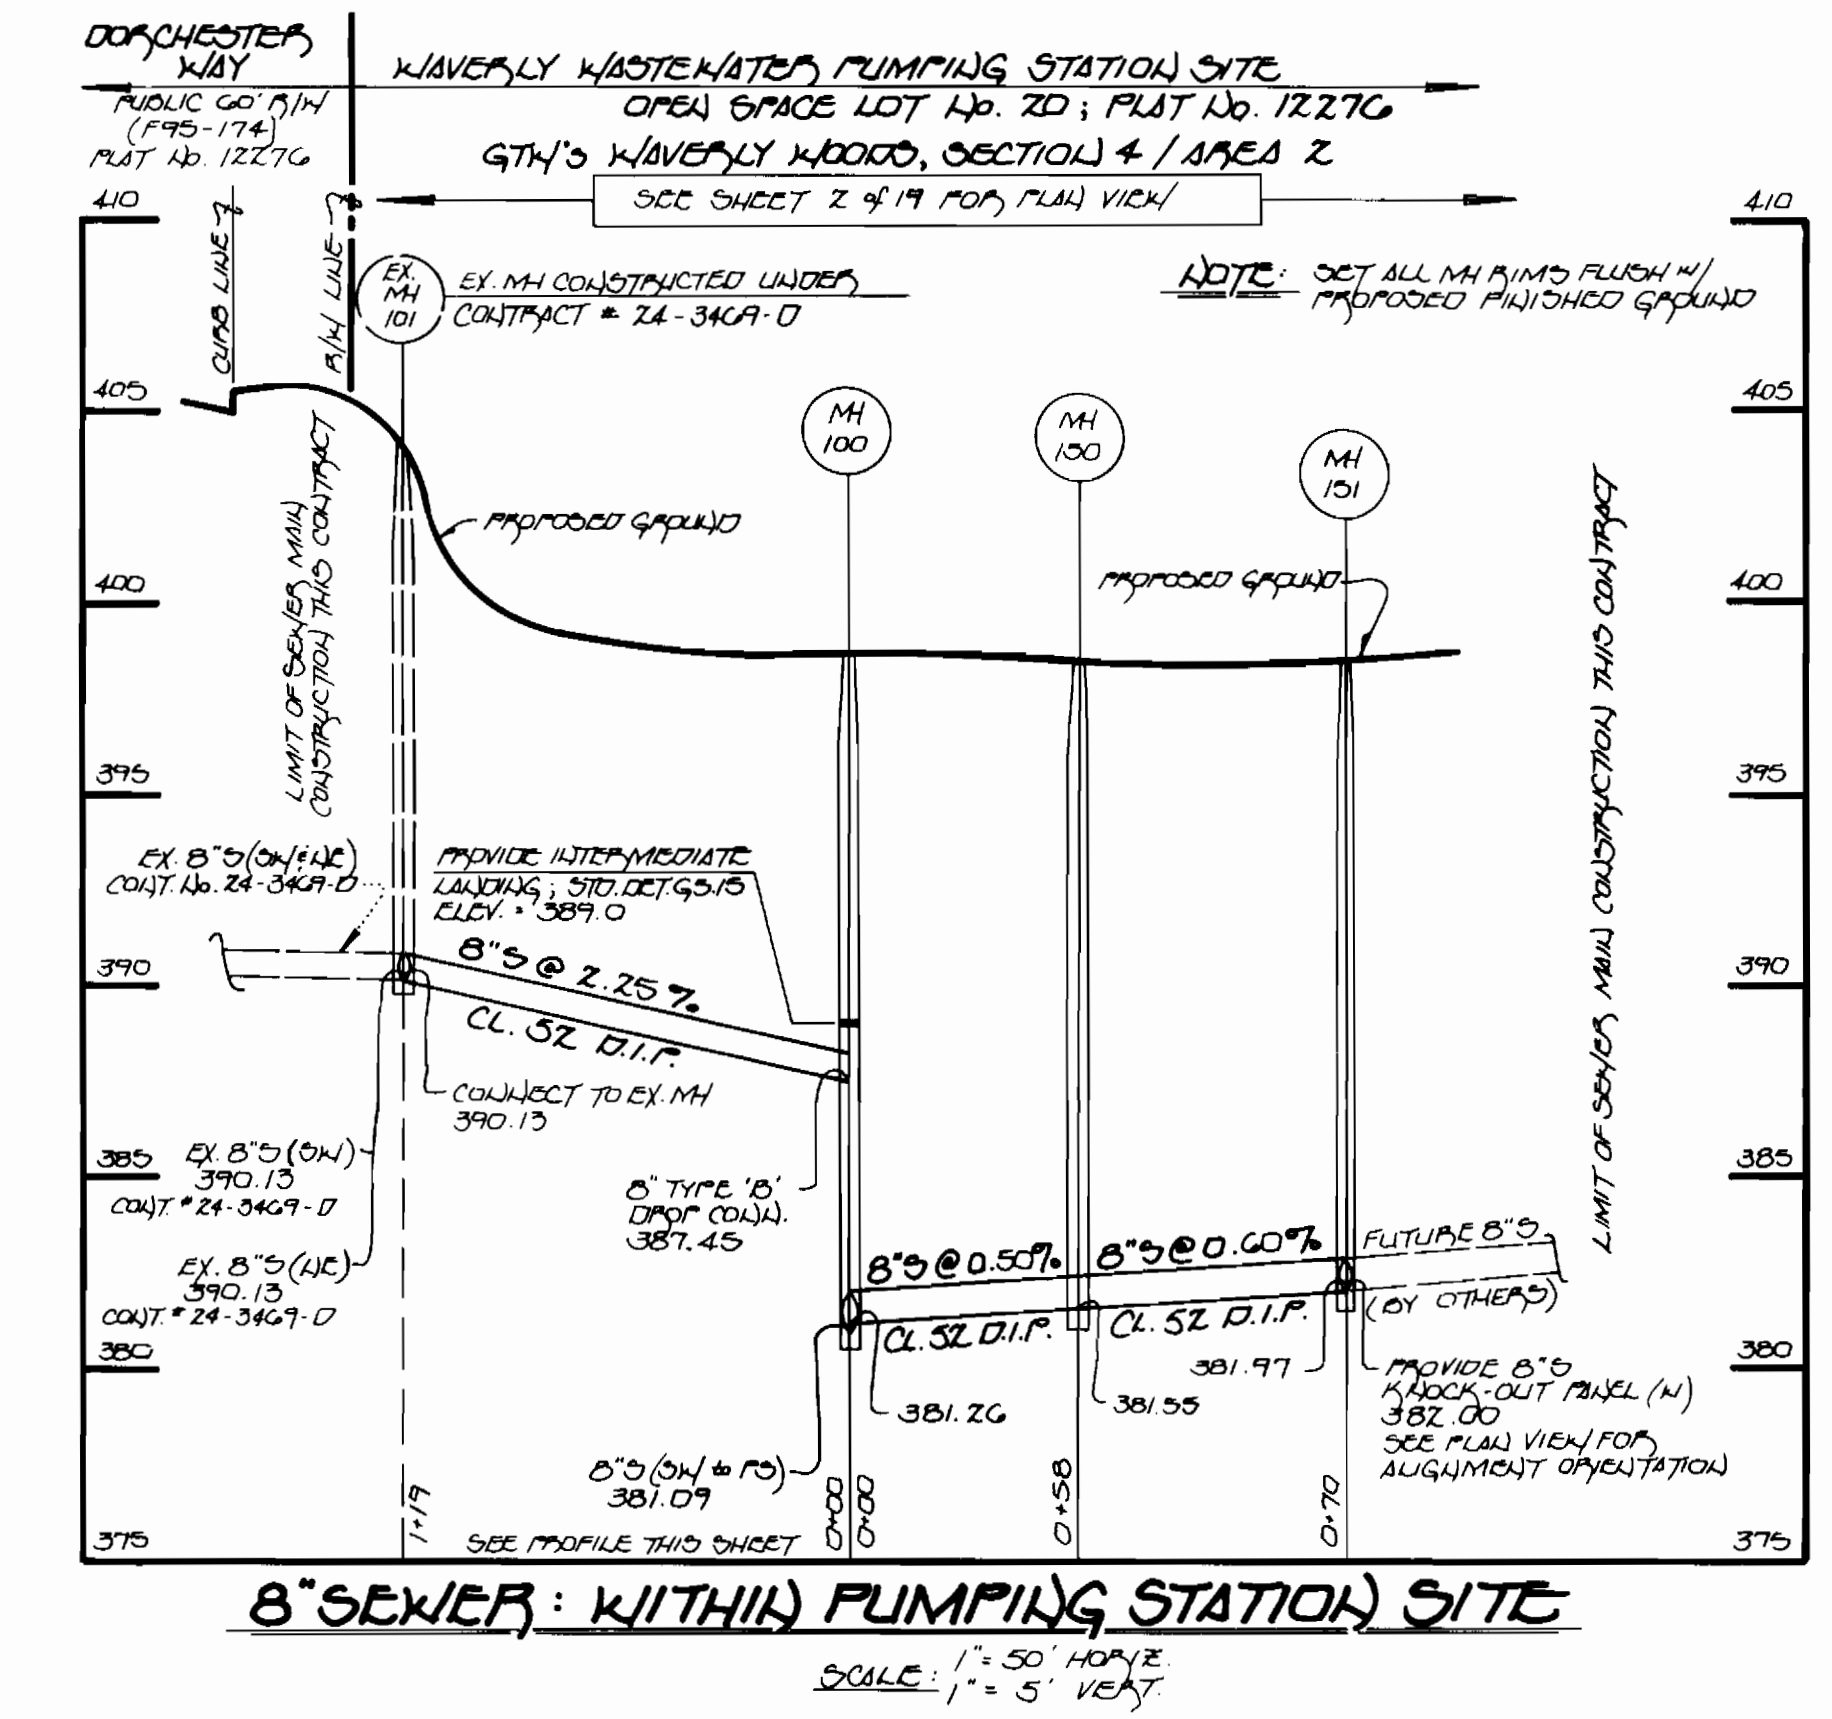 DORCHESTER
WAY
PUBLIC 60' R/W
(F95-174)
PLAT No. 12276
WAVERLY WASTEWATER PUMPING STATION SITE
OPEN SPACE LOT No. 20; PLAT No. 12276
GTW'S WAVERLY WOODS, SECTION 4 / AREA 2
SEE SHEET 2 of 19 FOR PLAN VIEW
410
410
CURB LINE
R/W LINE
EX.
MH
101
EX. MH CONSTRUCTED UNDER
CONTRACT # 24-3469-D
NOTE: SET ALL MH RIMS FLUSH W/
PROPOSED FINISHED GROUND
405
405
MH
100
MH
150
MH
151
LIMIT OF SEWER MAIN
CONSTRUCTION THIS CONTRACT
PROPOSED GROUND
PROPOSED GROUND
LIMIT OF SEWER MAIN CONSTRUCTION THIS CONTRACT
400
400
395
395
EX. 8"S (SW & NE)
CONT. No. 24-3469-D
PROVIDE INTERMEDIATE
LANDING; STD. DET. G5.15
ELEV. = 389.0
390
390
8"S @ 2.25%
CL. 52 D.I.P.
CONNECT TO EX. MH
390.13
385
385
EX. 8"S (SW)
390.13
CONT. # 24-3469-D
8" TYPE 'B'
DROP CONN.
387.45
EX. 8"S (NE)
390.13
CONT. # 24-3469-D
8"S @ 0.50%
8"S @ 0.60%
FUTURE 8"S
(BY OTHERS)
CL. 52 D.I.P.
CL. 52 D.I.P.
380
380
381.26
381.55
381.97
PROVIDE 8"S
KNOCK-OUT PANEL (W)
382.00
SEE PLAN VIEW FOR
ALIGNMENT ORIENTATION
8"S (SW to PS)
381.09
1+19
0+00
0+00
0+58
0+70
375
SEE PROFILE THIS SHEET
375
8" SEWER: WITHIN PUMPING STATION SITE
SCALE: 1" = 50' HORIZ.
1" = 5' VERT.